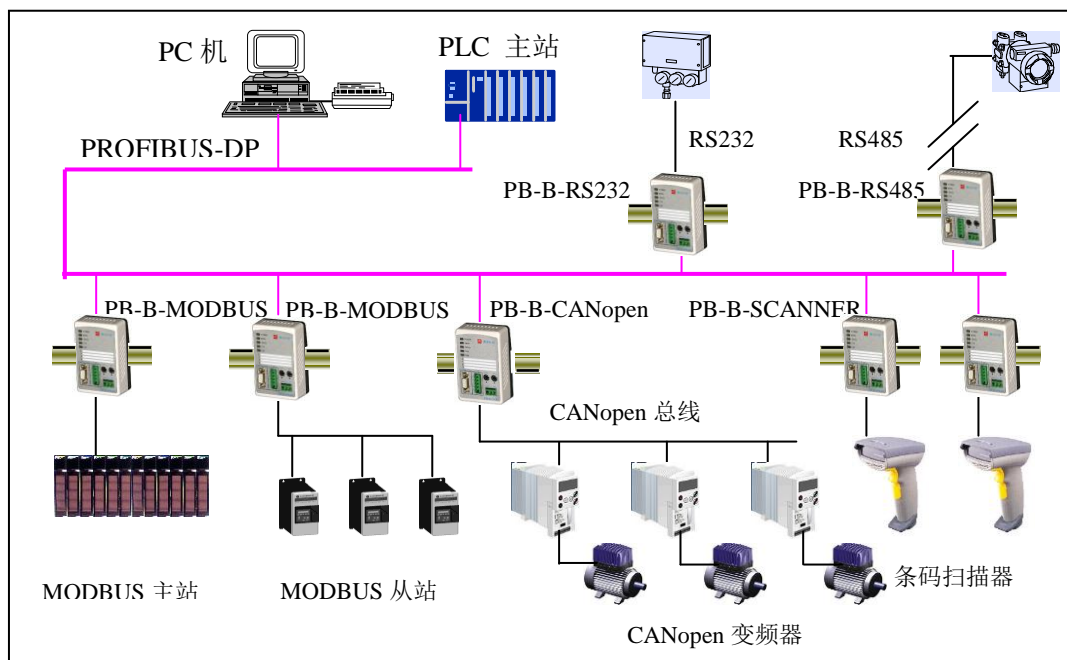 PC 机
PLC 主站
PROFIBUS-DP
RS232
RS485
PB-B-RS232
PB-B-RS485
PB-B-MODBUS
PB-B-MODBUS
PB-B-CANopen
PB-B-SCANNER
CANopen 总线
MODBUS 主站
MODBUS 从站
条码扫描器
CANopen 变频器